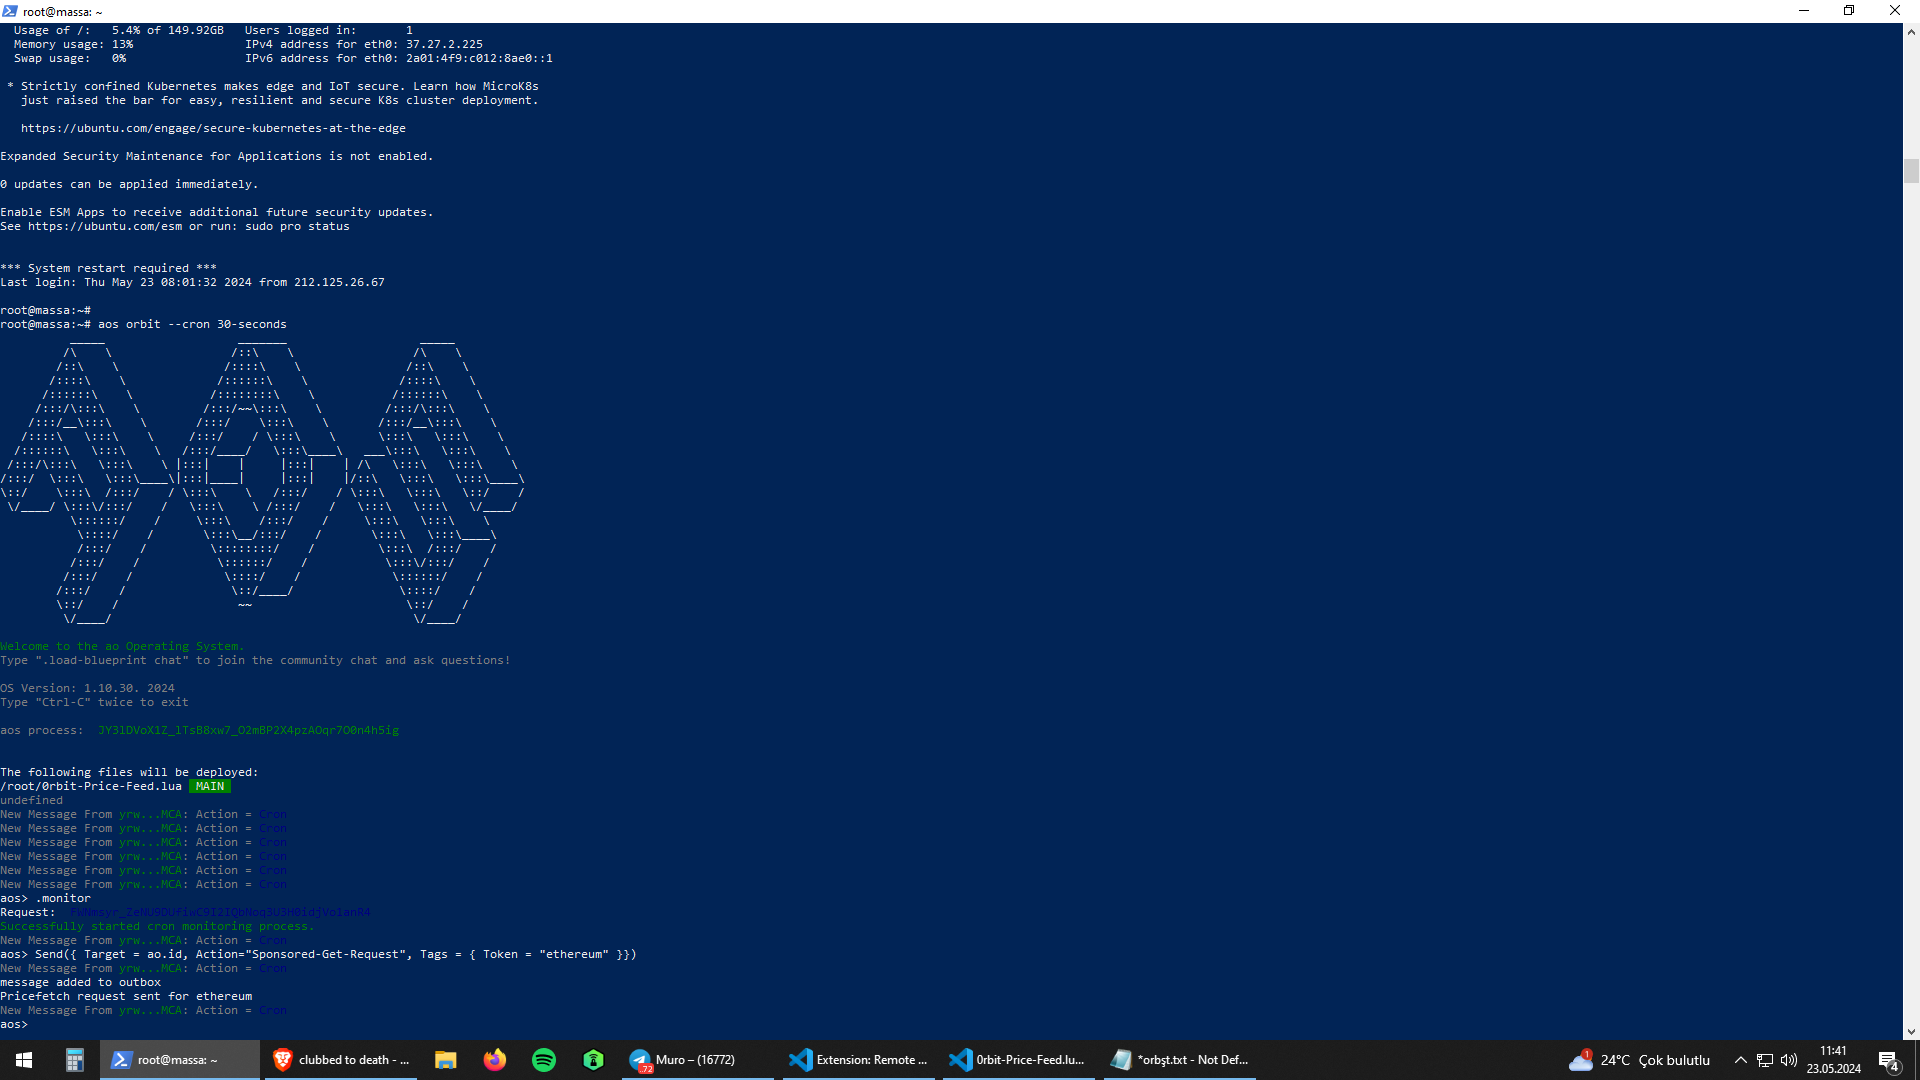 root@massa: ~
Usage of /: 5.4% of 149.92GB Users logged in: 1
Memory usage: 13% IPv4 address for eth0: 37.27.2.225
Swap usage: 0% IPv6 address for eth0: 2a01:4f9:c012:8ae0::1
* Strictly confined Kubernetes makes edge and IoT secure. Learn how MicroK8s
just raised the bar for easy, resilient and secure K8s cluster deployment.
https://ubuntu.com/engage/secure-kubernetes-at-the-edge
Expanded Security Maintenance for Applications is not enabled.
0 updates can be applied immediately.
Enable ESM Apps to receive additional future security updates.
See https://ubuntu.com/esm or run: sudo pro status
*** System restart required ***
Last login: Thu May 23 08:01:32 2024 from 212.125.26.67
root@massa:~#
root@massa:~# aos orbit --cron 30-seconds
Welcome to the ao Operating System.
Type ".load-blueprint chat" to join the community chat and ask questions!
OS Version: 1.10.30. 2024
Type "Ctrl-C" twice to exit
aos process: JY3lDVoX1Z_lTsB8xw7_O2mBP2X4pzAOqr7O0n4h5ig
The following files will be deployed:
/root/0rbit-Price-Feed.lua MAIN
undefined
New Message From yrw...MCA: Action = Cron
New Message From yrw...MCA: Action = Cron
New Message From yrw...MCA: Action = Cron
New Message From yrw...MCA: Action = Cron
New Message From yrw...MCA: Action = Cron
New Message From yrw...MCA: Action = Cron
aos> .monitor
Request:
Successfully started cron monitoring process.
New Message From yrw...MCA: Action = Cron
aos> Send({ Target = ao.id, Action="Sponsored-Get-Request", Tags = { Token = "ethereum" }})
New Message From yrw...MCA: Action = Cron
message added to outbox
Pricefetch request sent for ethereum
New Message From yrw...MCA: Action = Cron
aos>
root@massa: ~
clubbed to death - ...
72
Muro – (16772)
Extension: Remote ...
0rbit-Price-Feed.lu...
*orbşt.txt - Not Def...
1
24°C Çok bulutlu
11:41
23.05.2024
4